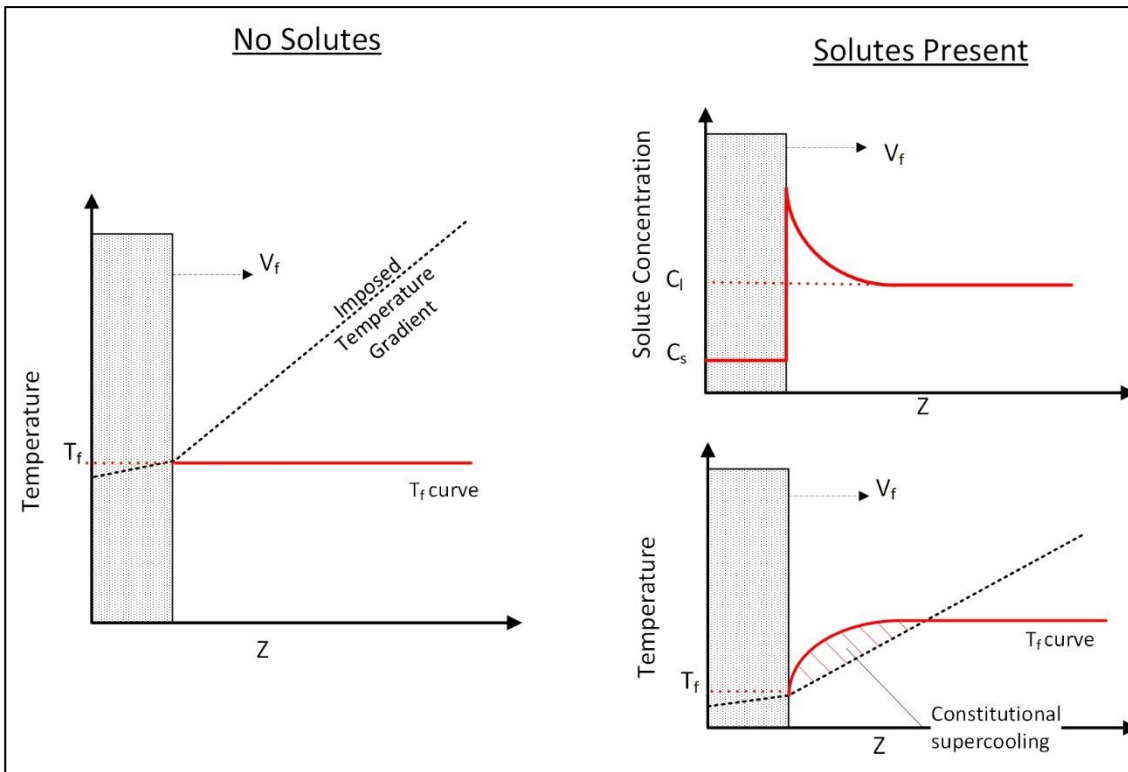 No Solutes
V_f
Imposed
Temperature
Gradient
Temperature
T_f
T_f curve
Z
Solutes Present
Solute Concentration
V_f
C_l
C_s
Z
Temperature
V_f
T_f
T_f curve
Constitutional
supercooling
Z